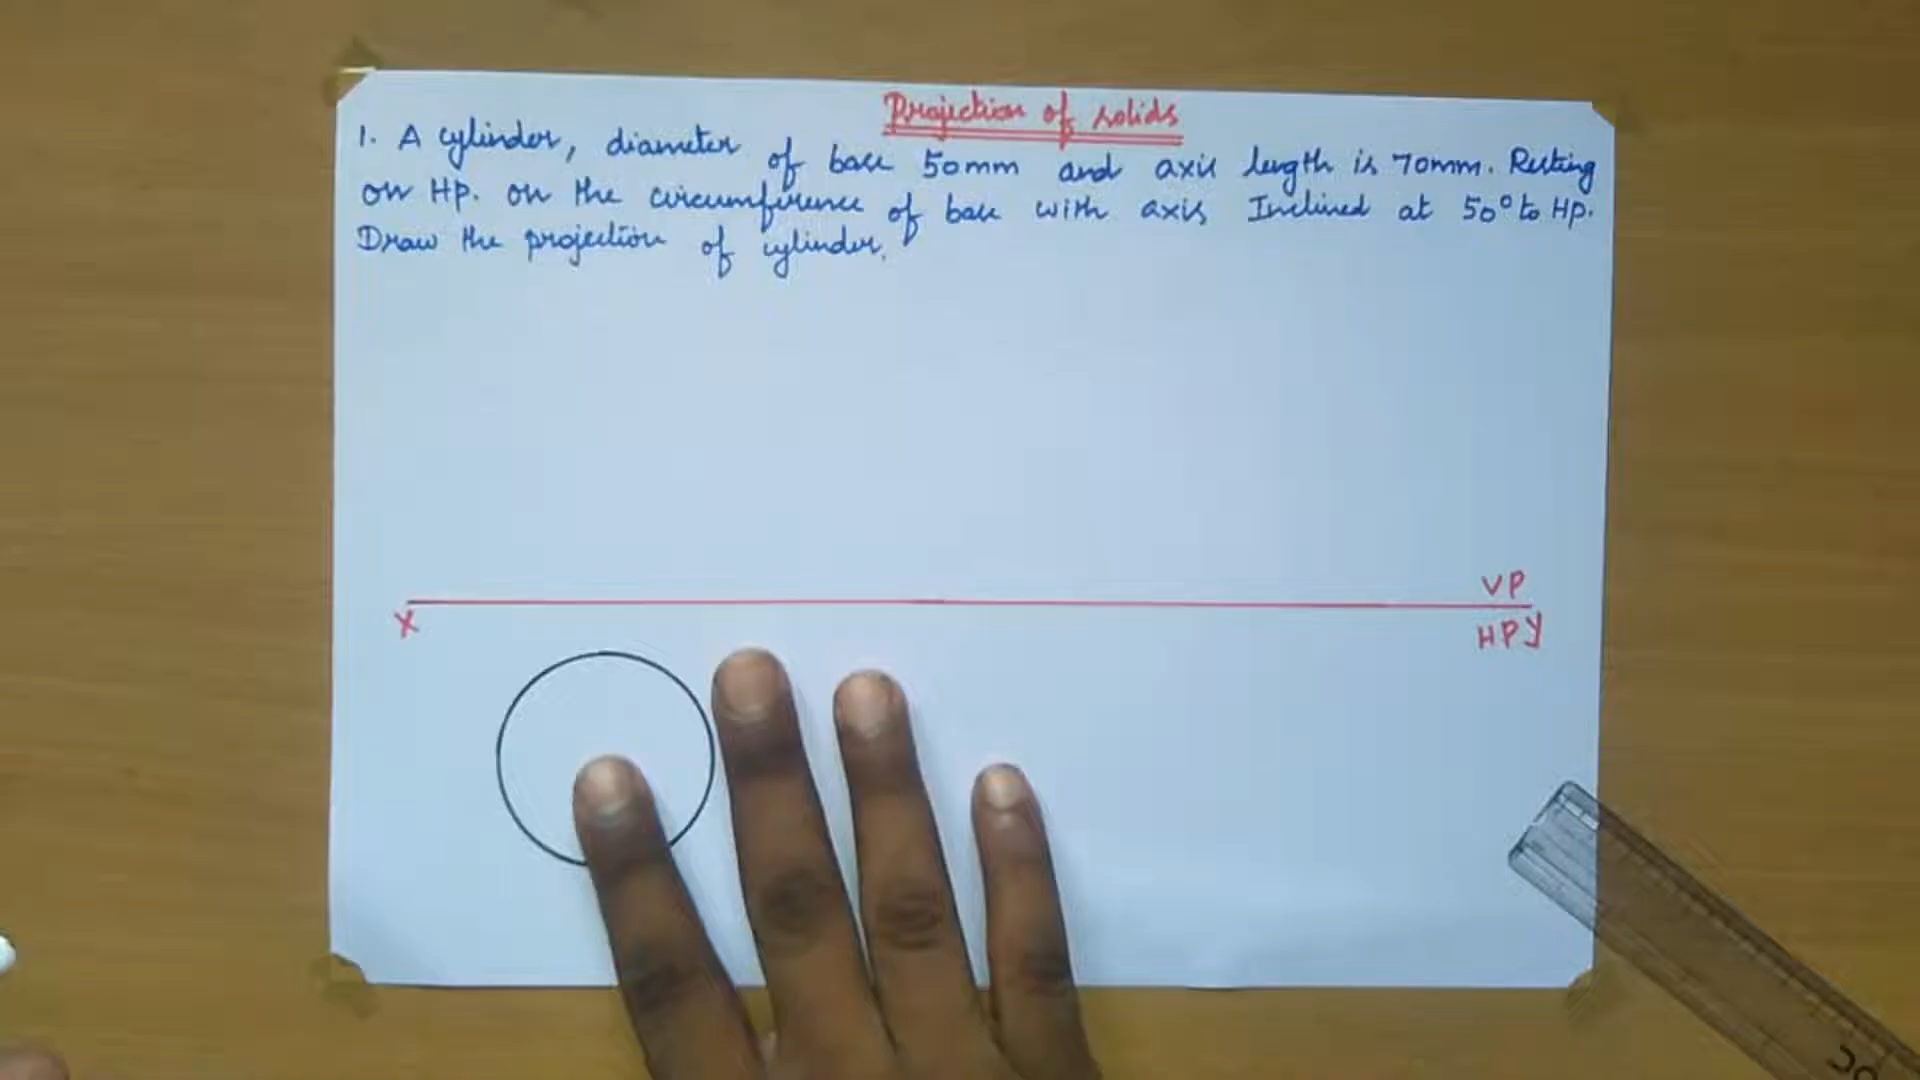 Projection of solids
1. A cylinder, diameter of base 50mm and axis length is 70mm. Resting
on HP. on the circumference of base with axis Inclined at 50° to HP.
Draw the projection of cylinder.
VP
X
HP Y